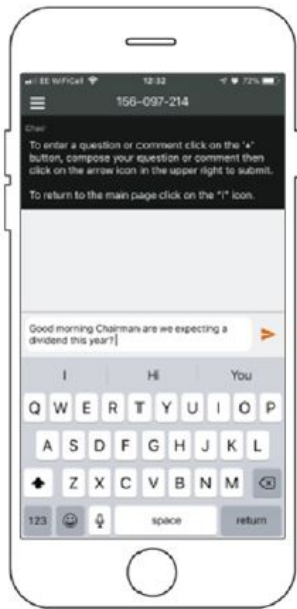 EE WiFiCall 12:32 72%
156-097-214
Chair
To enter a question or comment click on the '+'
button, compose your question or comment then
click on the arrow icon in the upper right to submit.
To return to the main page click on the "i" icon.
Good morning Chairman are we expecting a
dividend this year?
I Hi You
Q W E R T Y U I O P
A S D F G H J K L
Z X C V B N M
123 space return